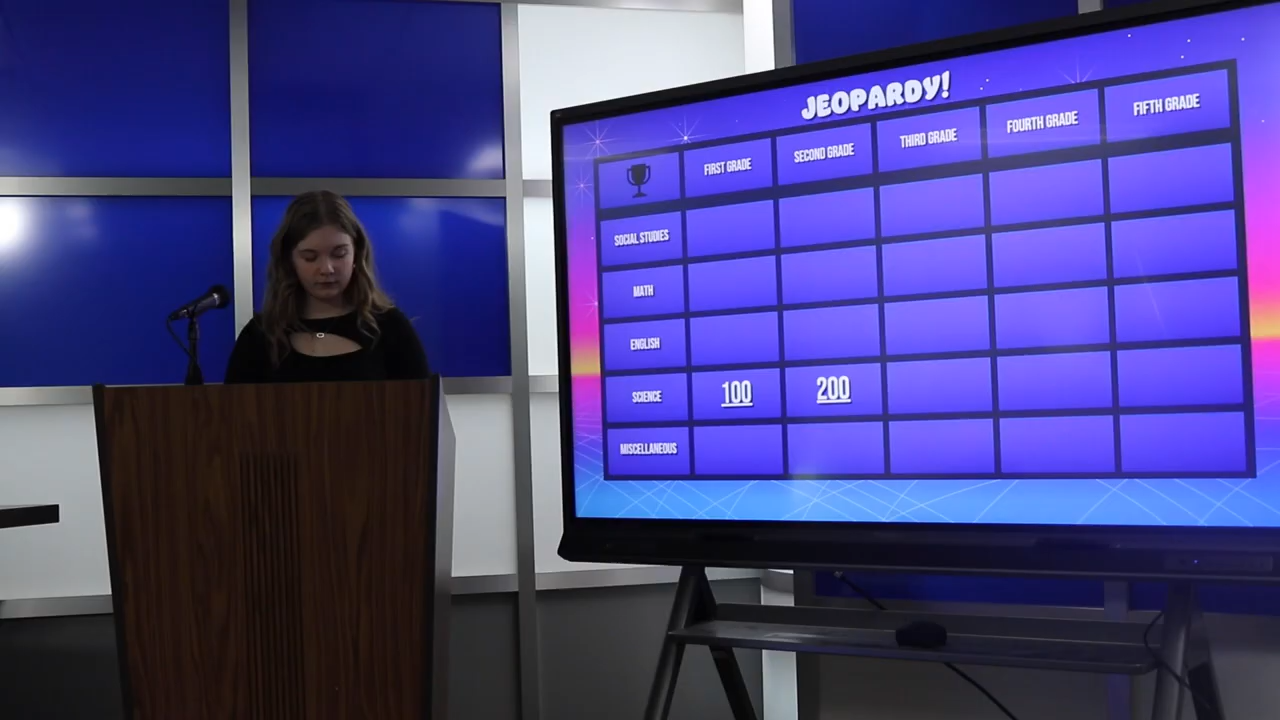 JEOPARDY!
FIRST GRADE SECOND GRADE THIRD GRADE FOURTH GRADE FIFTH GRADE
SOCIAL STUDIES
MATH
ENGLISH
SCIENCE 100 200
MISCELLANEOUS